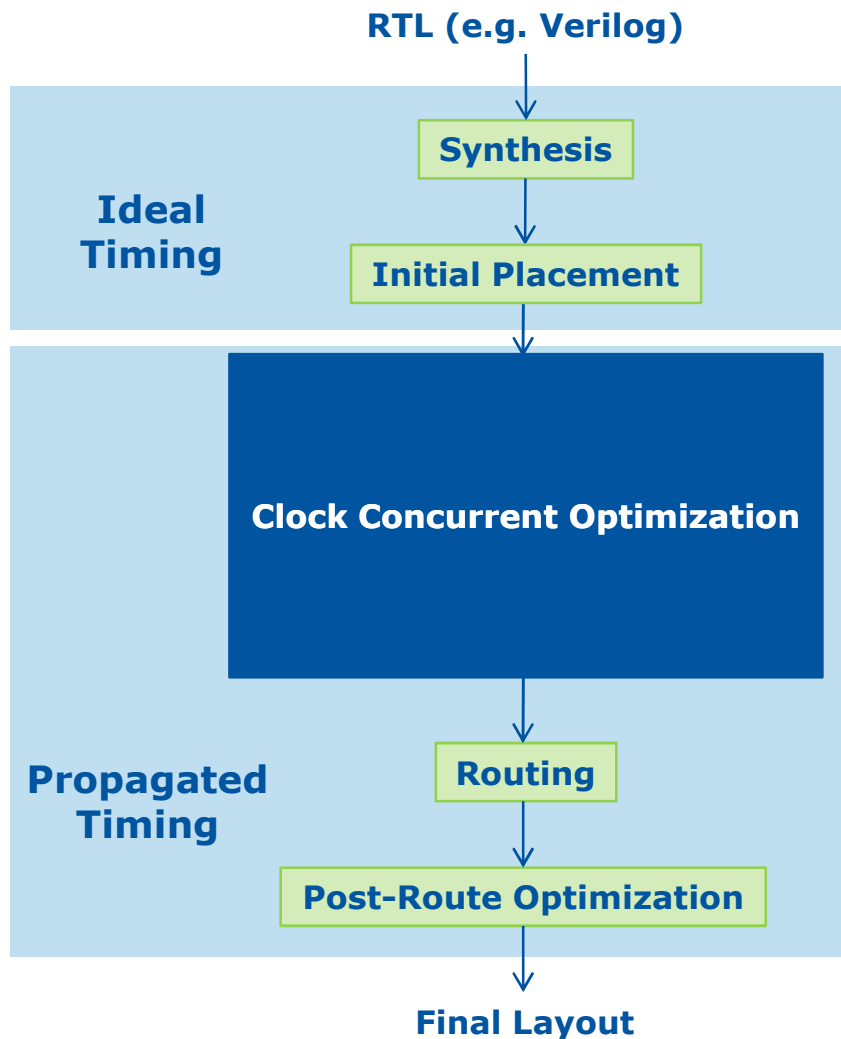 RTL (e.g. Verilog)
Synthesis
Ideal
Timing
Initial Placement
Clock Concurrent Optimization
Routing
Propagated
Timing
Post-Route Optimization
Final Layout